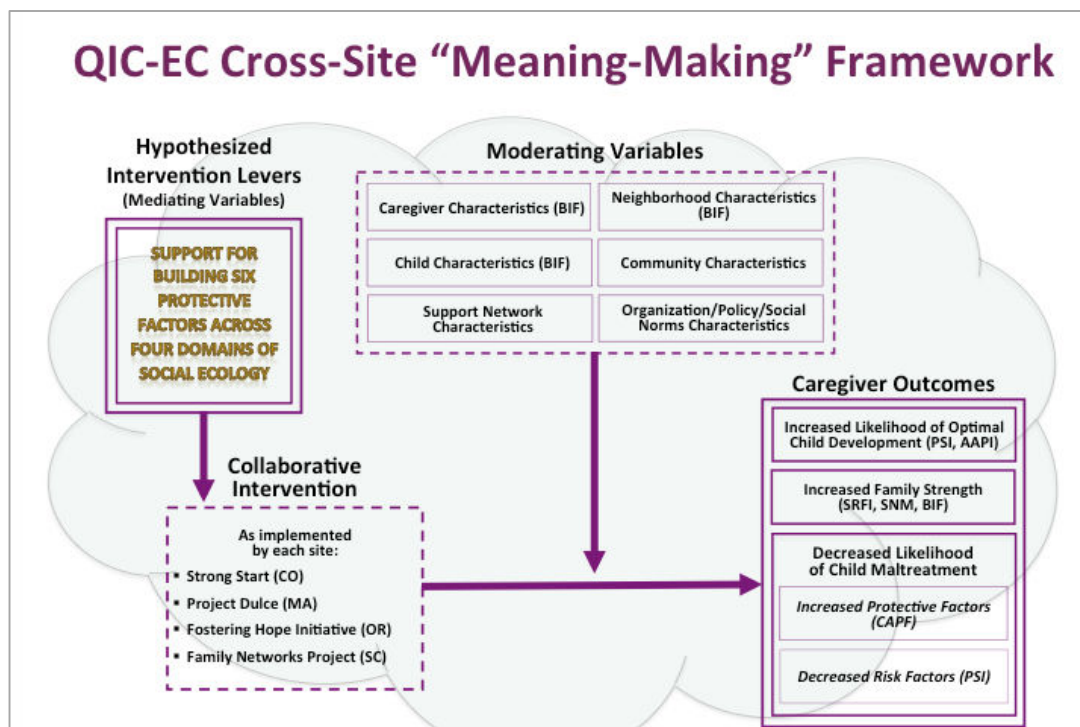 QIC-EC Cross-Site “Meaning-Making” Framework
Hypothesized
Intervention Levers
(Mediating Variables)
SUPPORT FOR
BUILDING SIX
PROTECTIVE
FACTORS ACROSS
FOUR DOMAINS OF
SOCIAL ECOLOGY
Moderating Variables
Caregiver Characteristics (BIF)
Neighborhood Characteristics
(BIF)
Child Characteristics (BIF)
Community Characteristics
Support Network
Characteristics
Organization/Policy/Social
Norms Characteristics
Collaborative
Intervention
As implemented
by each site:
▪ Strong Start (CO)
▪ Project Dulce (MA)
▪ Fostering Hope Initiative (OR)
▪ Family Networks Project (SC)
Caregiver Outcomes
Increased Likelihood of Optimal
Child Development (PSI, AAPI)
Increased Family Strength
(SRFI, SNM, BIF)
Decreased Likelihood
of Child Maltreatment
Increased Protective Factors
(CAPF)
Decreased Risk Factors (PSI)